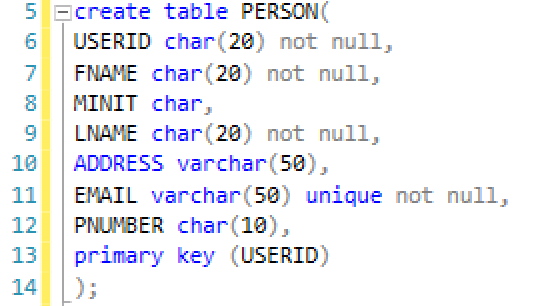 5 create table PERSON(
6 USERID char(20) not null,
7 FNAME char(20) not null,
8 MINIT char,
9 LNAME char(20) not null,
10 ADDRESS varchar(50),
11 EMAIL varchar(50) unique not null,
12 PNUMBER char(10),
13 primary key (USERID)
14 );